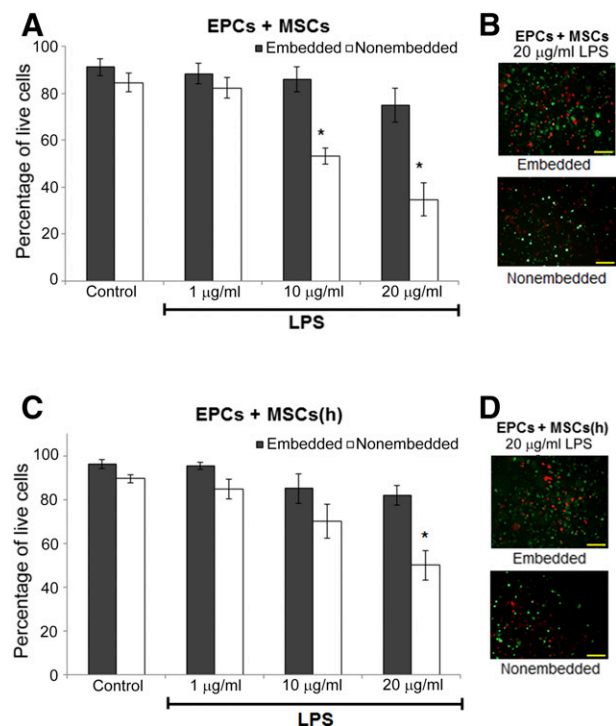 A
EPCs + MSCs
Embedded Nonembedded
Percentage of live cells
100
80
60
40
20
0
* *
Control 1 μg/ml 10 μg/ml 20 μg/ml
LPS
B
EPCs + MSCs
20 μg/ml LPS
Embedded
Nonembedded
C
EPCs + MSCs(h)
Embedded Nonembedded
Percentage of live cells
100
80
60
40
20
0
*
Control 1 μg/ml 10 μg/ml 20 μg/ml
LPS
D
EPCs + MSCs(h)
20 μg/ml LPS
Embedded
Nonembedded